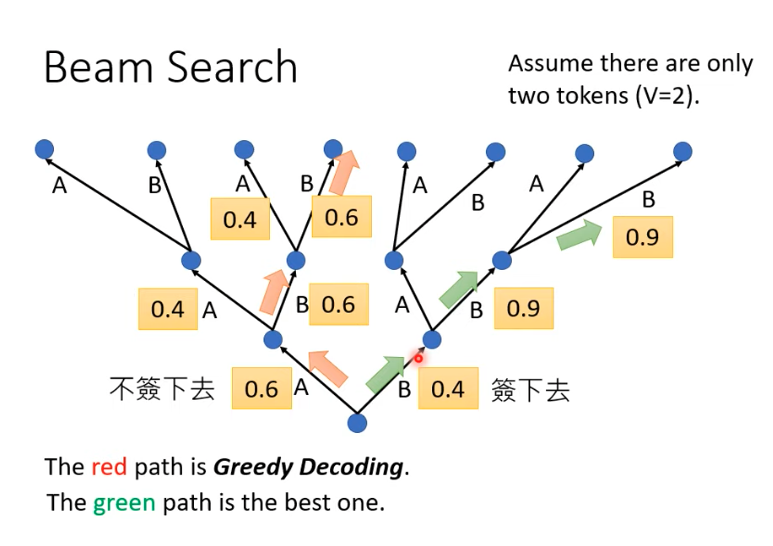 Beam Search
Assume there are only
two tokens (V=2).
A
B
A
B
A
B
A
B
0.4
0.6
0.9
0.4
A
B
0.6
A
B
0.9
不簽下去
0.6
A
B
0.4
簽下去
The red path is Greedy Decoding.
The green path is the best one.